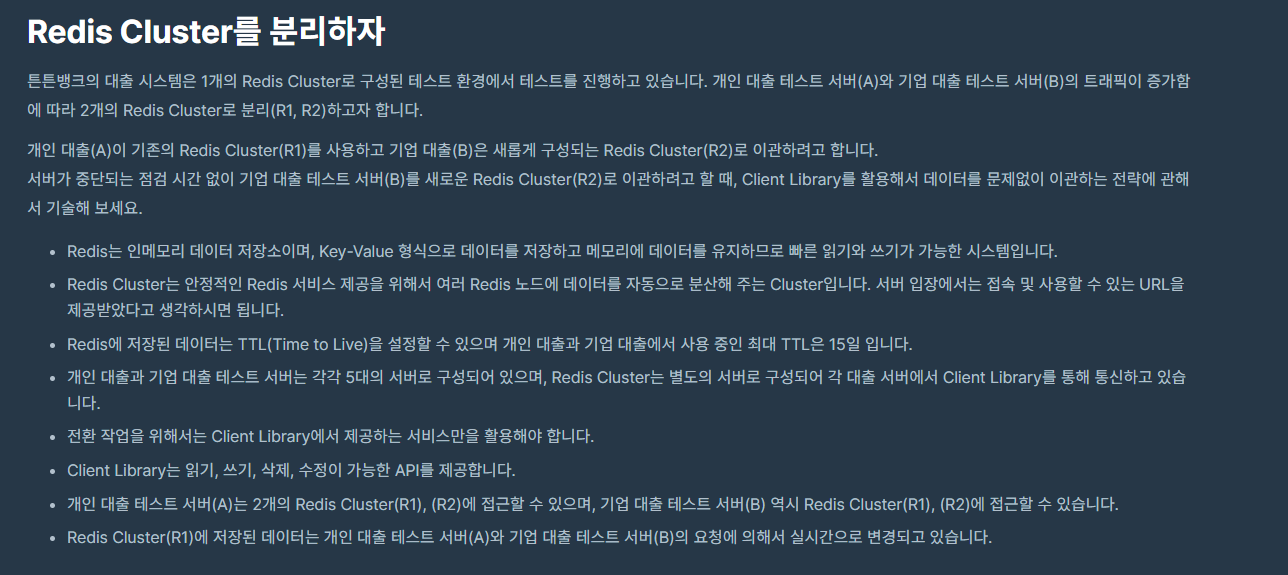 Redis Cluster를 분리하자
튼튼뱅크의 대출 시스템은 1개의 Redis Cluster로 구성된 테스트 환경에서 테스트를 진행하고 있습니다. 개인 대출 테스트 서버(A)와 기업 대출 테스트 서버(B)의 트래픽이 증가함
에 따라 2개의 Redis Cluster로 분리(R1, R2)하고자 합니다.
개인 대출(A)이 기존의 Redis Cluster(R1)를 사용하고 기업 대출(B)은 새롭게 구성되는 Redis Cluster(R2)로 이관하려고 합니다.
서버가 중단되는 점검 시간 없이 기업 대출 테스트 서버(B)를 새로운 Redis Cluster(R2)로 이관하려고 할 때, Client Library를 활용해서 데이터를 문제없이 이관하는 전략에 관해
서 기술해 보세요.
• Redis는 인메모리 데이터 저장소이며, Key-Value 형식으로 데이터를 저장하고 메모리에 데이터를 유지하므로 빠른 읽기와 쓰기가 가능한 시스템입니다.
• Redis Cluster는 안정적인 Redis 서비스 제공을 위해서 여러 Redis 노드에 데이터를 자동으로 분산해 주는 Cluster입니다. 서버 입장에서는 접속 및 사용할 수 있는 URL을
제공받았다고 생각하시면 됩니다.
• Redis에 저장된 데이터는 TTL(Time to Live)을 설정할 수 있으며 개인 대출과 기업 대출에서 사용 중인 최대 TTL은 15일 입니다.
• 개인 대출과 기업 대출 테스트 서버는 각각 5대의 서버로 구성되어 있으며, Redis Cluster는 별도의 서버로 구성되어 각 대출 서버에서 Client Library를 통해 통신하고 있습
니다.
• 전환 작업을 위해서는 Client Library에서 제공하는 서비스만을 활용해야 합니다.
• Client Library는 읽기, 쓰기, 삭제, 수정이 가능한 API를 제공합니다.
• 개인 대출 테스트 서버(A)는 2개의 Redis Cluster(R1), (R2)에 접근할 수 있으며, 기업 대출 테스트 서버(B) 역시 Redis Cluster(R1), (R2)에 접근할 수 있습니다.
• Redis Cluster(R1)에 저장된 데이터는 개인 대출 테스트 서버(A)와 기업 대출 테스트 서버(B)의 요청에 의해서 실시간으로 변경되고 있습니다.